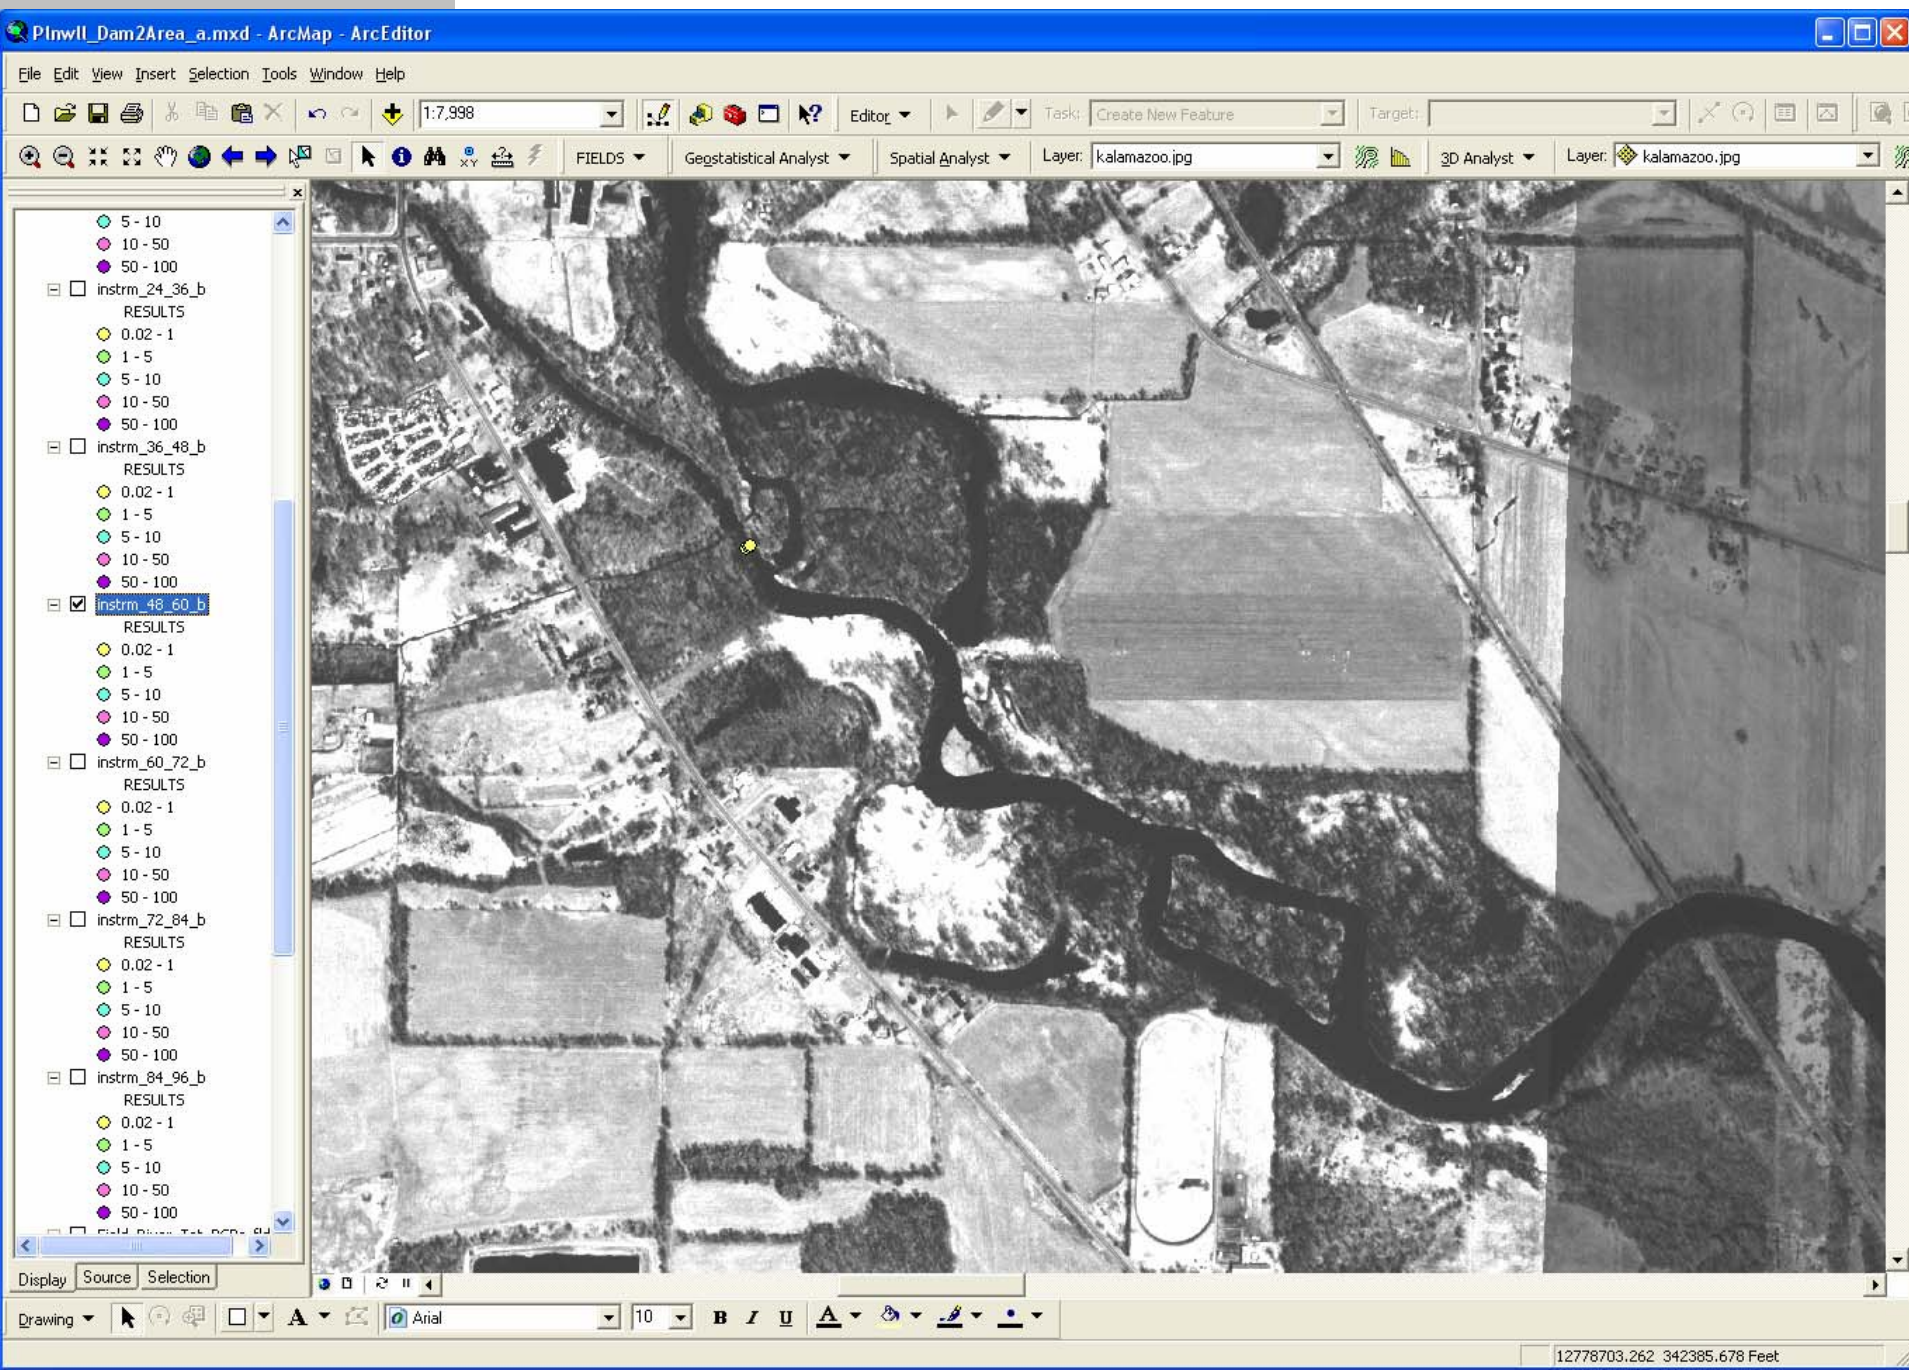 Plnwll_Dam2Area_a.mxd - ArcMap - ArcEditor
File Edit View Insert Selection Tools Window Help
1:7,998 Editor Task: Create New Feature Target:
FIELDS Geostatistical Analyst Spatial Analyst Layer: kalamazoo.jpg 3D Analyst Layer: kalamazoo.jpg
5 - 10
10 - 50
50 - 100
instrm_24_36_b
RESULTS
0.02 - 1
1 - 5
5 - 10
10 - 50
50 - 100
instrm_36_48_b
RESULTS
0.02 - 1
1 - 5
5 - 10
10 - 50
50 - 100
instrm_48_60_b
RESULTS
0.02 - 1
1 - 5
5 - 10
10 - 50
50 - 100
instrm_60_72_b
RESULTS
0.02 - 1
1 - 5
5 - 10
10 - 50
50 - 100
instrm_72_84_b
RESULTS
0.02 - 1
1 - 5
5 - 10
10 - 50
50 - 100
instrm_84_96_b
RESULTS
0.02 - 1
1 - 5
5 - 10
10 - 50
50 - 100
Display Source Selection
Drawing A Arial 10 B I U A
12778703.262 342385.678 Feet